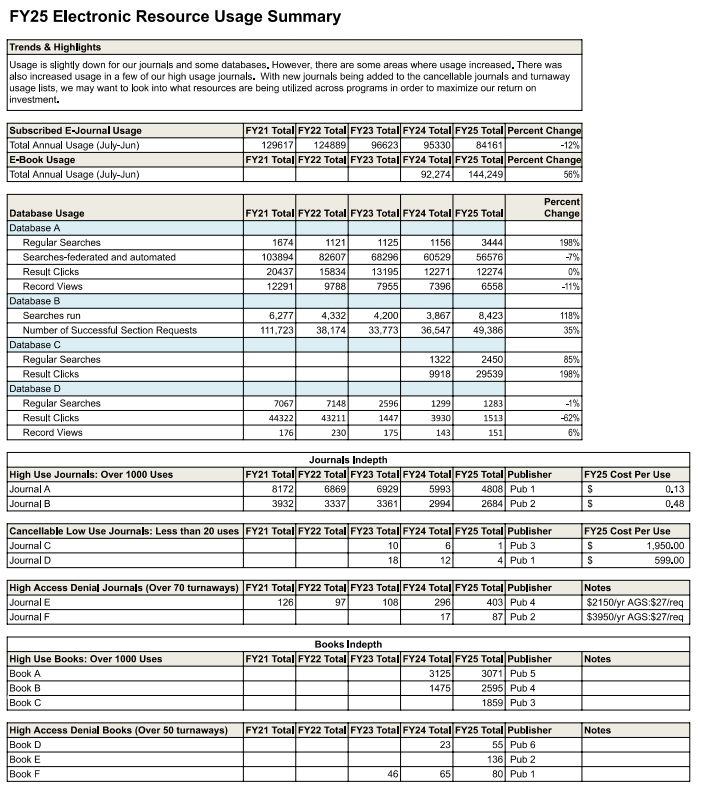 FY25 Electronic Resource Usage Summary
Trends & Highlights
Usage is slightly down for our journals and some databases. However, there are some areas where usage increased. There was
also increased usage in a few of our high usage journals. With new journals being added to the cancellable journals and turnaway
usage lists, we may want to look into what resources are being utilized across programs in order to maximize our return on
investment.
Subscribed E-Journal Usage FY21 Total FY22 Total FY23 Total FY24 Total FY25 Total Percent Change
Total Annual Usage (July-Jun) 129617 124889 96623 95330 84161 -12%
E-Book Usage FY21 Total FY22 Total FY23 Total FY24 Total FY25 Total Percent Change
Total Annual Usage (July-Jun) 92,274 144,249 56%
Percent
Database Usage FY21 Total FY22 Total FY23 Total FY24 Total FY25 Total Change
Database A
Regular Searches 1674 1121 1125 1156 3444 198%
Searches-federated and automated 103894 82607 68296 60529 56576 -7%
Result Clicks 20437 15834 13195 12271 12274 0%
Record Views 12291 9788 7955 7396 6558 -11%
Database B
Searches run 6,277 4,332 4,200 3,867 8,423 118%
Number of Successful Section Requests 111,723 38,174 33,773 36,547 49,386 35%
Database C
Regular Searches 1322 2450 85%
Result Clicks 9918 29539 198%
Database D
Regular Searches 7067 7148 2596 1299 1283 -1%
Result Clicks 44322 43211 1447 3930 1513 -62%
Record Views 176 230 175 143 151 6%
Journals Indepth
High Use Journals: Over 1000 Uses FY21 Total FY22 Total FY23 Total FY24 Total FY25 Total Publisher FY25 Cost Per Use
Journal A 8172 6869 6929 5993 4808 Pub 1 $ 0.13
Journal B 3932 3337 3361 2994 2684 Pub 2 $ 0.48
Cancellable Low Use Journals: Less than 20 uses FY21 Total FY22 Total FY23 Total FY24 Total FY25 Total Publisher FY25 Cost Per Use
Journal C 10 6 1 Pub 3 $ 1,950.00
Journal D 18 12 4 Pub 1 $ 599.00
High Access Denial Journals (Over 70 turnaways) FY21 Total FY22 Total FY23 Total FY24 Total FY25 Total Publisher Notes
Journal E 126 97 108 296 403 Pub 4 $2150/yr AGS:$27/req
Journal F 17 87 Pub 2 $3950/yr AGS:$27/req
Books Indepth
High Use Books: Over 1000 Uses FY21 Total FY22 Total FY23 Total FY24 Total FY25 Total Publisher Notes
Book A 3125 3071 Pub 5
Book B 1475 2595 Pub 4
Book C 1859 Pub 3
High Access Denial Books (Over 50 turnaways) FY21 Total FY22 Total FY23 Total FY24 Total FY25 Total Publisher Notes
Book D 23 55 Pub 6
Book E 136 Pub 2
Book F 46 65 80 Pub 1